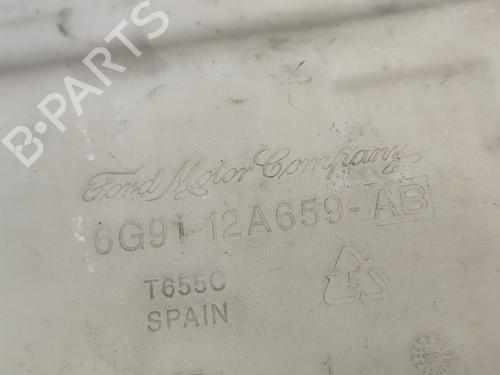 B-PARTS
Ford Motor Company
6G91-12A659-AB
T655C
5
SPAIN